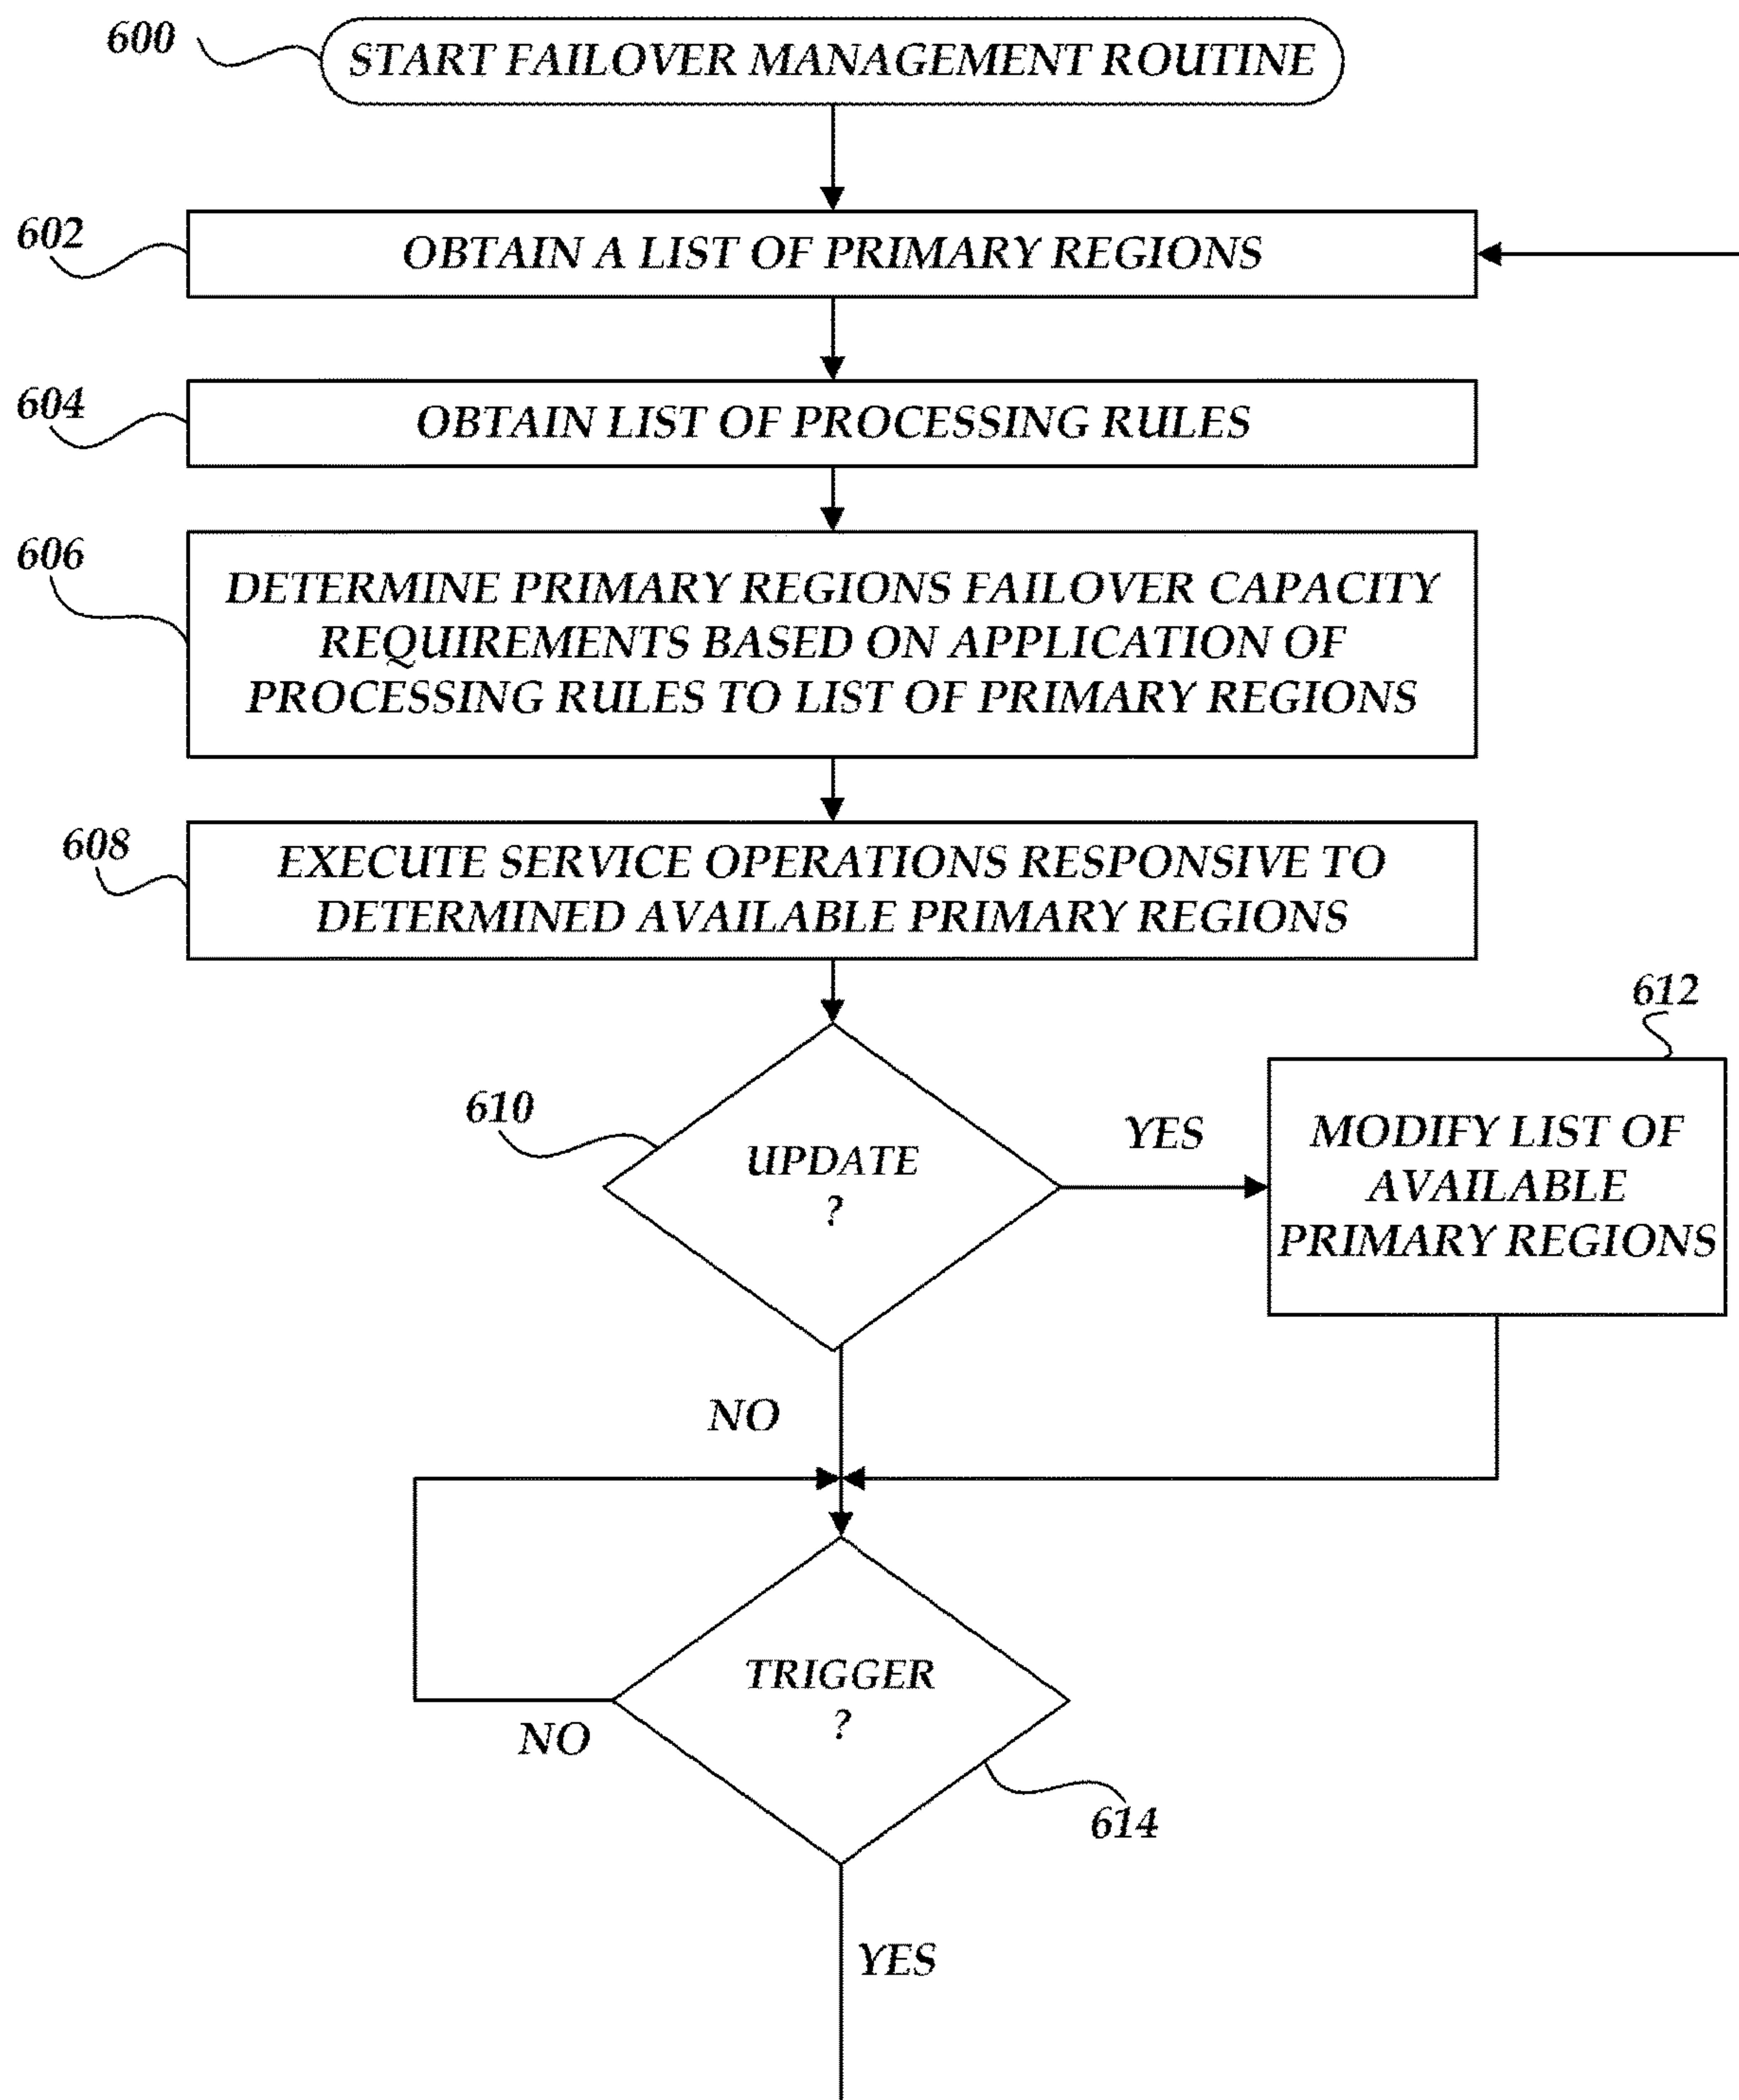 600
START FAILOVER MANAGEMENT ROUTINE
602
OBTAIN A LIST OF PRIMARY REGIONS
604
OBTAIN LIST OF PROCESSING RULES
606
DETERMINE PRIMARY REGIONS FAILOVER CAPACITY
REQUIREMENTS BASED ON APPLICATION OF
PROCESSING RULES TO LIST OF PRIMARY REGIONS
608
EXECUTE SERVICE OPERATIONS RESPONSIVE TO
DETERMINED AVAILABLE PRIMARY REGIONS
610
UPDATE
?
YES
612
MODIFY LIST OF
AVAILABLE
PRIMARY REGIONS
NO
TRIGGER
?
NO
614
YES